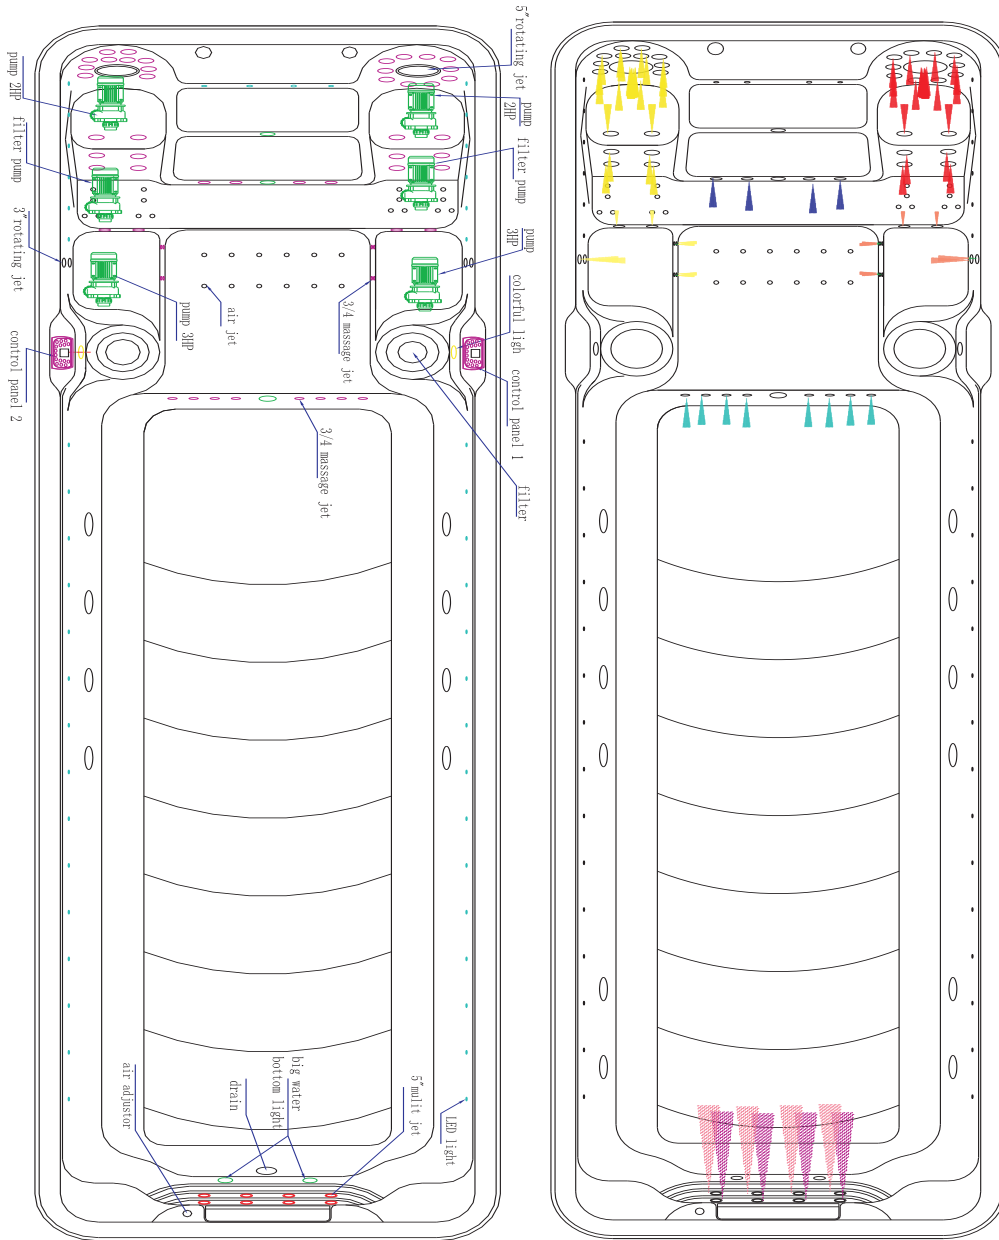 5"rotating jet
pump 2HP
pump
2HP
filter pump
filter pump
3"rotating jet
pump
3HP
colorful ligh
air jet
pump 3HP
3/4 massage jet
control panel 2
control panel 1
3/4 massage jet
filter
big water
bottom light
drain
air adjustor
5"mulit jet
LED light